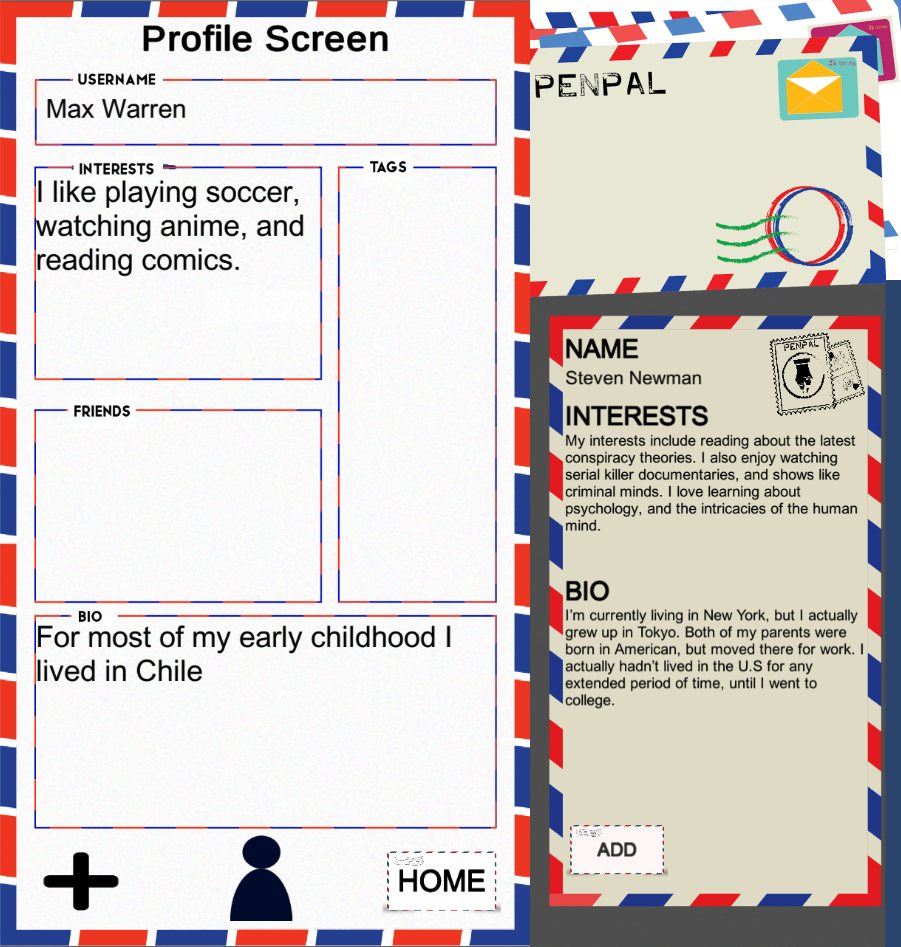 Profile Screen
USERNAME
Max Warren
INTERESTS
I like playing soccer,
watching anime, and
reading comics.
TAGS
FRIENDS
BIO
For most of my early childhood I
lived in Chile
HOME
PENPAL
NAME
Steven Newman
PENPAL
INTERESTS
My interests include reading about the latest
conspiracy theories. I also enjoy watching
serial killer documentaries, and shows like
criminal minds. I love learning about
psychology, and the intricacies of the human
mind.
BIO
I'm currently living in New York, but I actually
grew up in Tokyo. Both of my parents were
born in American, but moved there for work. I
actually hadn't lived in the U.S for any
extended period of time, until I went to
college.
ADD